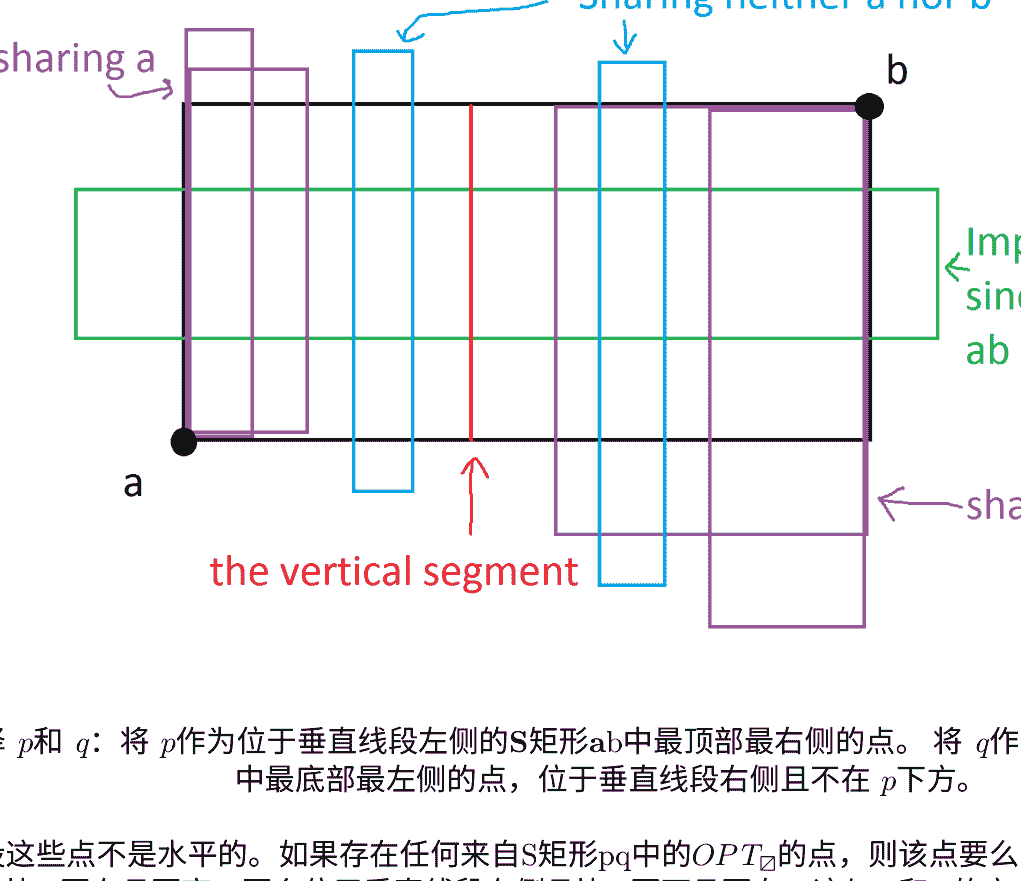 Sharing neither a nor b
sharing a
b
ab
a
the vertical segment
p和 q：将 p作为位于垂直线段左侧的S矩形ab中最顶部最右侧的点。 将 q作
中最底部最左侧的点，位于垂直线段右侧且不在 p下方。
这些点不是水平的。如果存在任何来自S矩形pq中的OPT☑的点，则该点要么